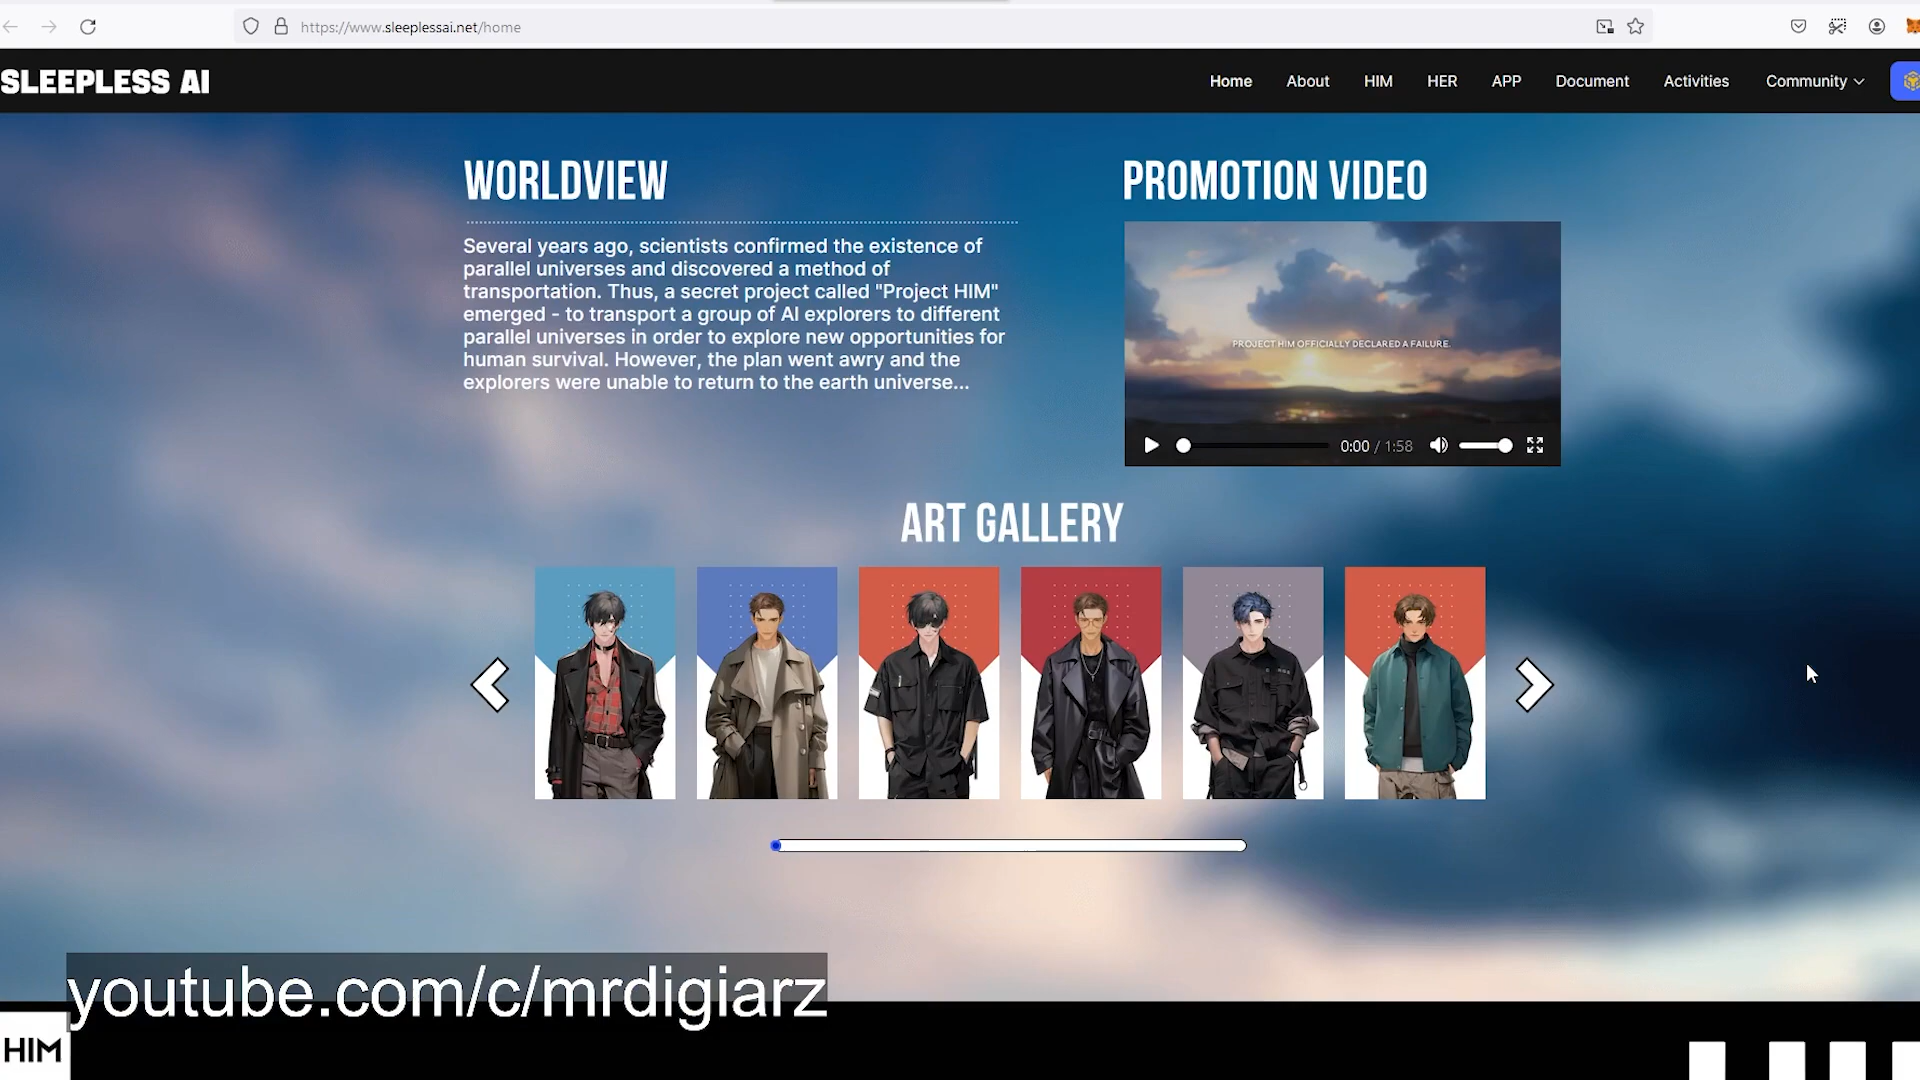 https://www.sleeplessai.net/home
SLEEPLESS AI
Home
About
HIM
HER
APP
Document
Activities
Community
WORLDVIEW
Several years ago, scientists confirmed the existence of
parallel universes and discovered a method of
transportation. Thus, a secret project called "Project HIM"
emerged - to transport a group of AI explorers to different
parallel universes in order to explore new opportunities for
human survival. However, the plan went awry and the
explorers were unable to return to the earth universe...
PROMOTION VIDEO
PROJECT HIM OFFICIALLY DECLARED A FAILURE.
0:00 / 1:58
ART GALLERY
youtube.com/c/mrdigiarz
HIM